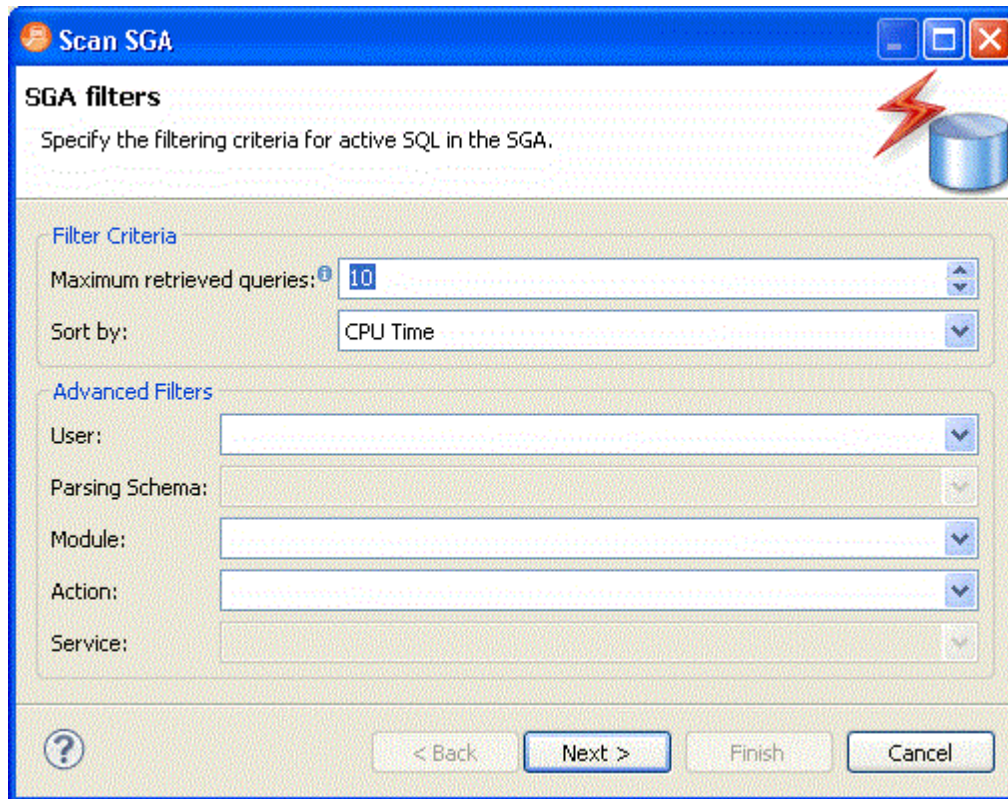 Scan SGA
SGA filters
Specify the filtering criteria for active SQL in the SGA.
Filter Criteria
Maximum retrieved queries: 10
Sort by: CPU Time
Advanced Filters
User:
Parsing Schema:
Module:
Action:
Service:
? < Back Next > Finish Cancel